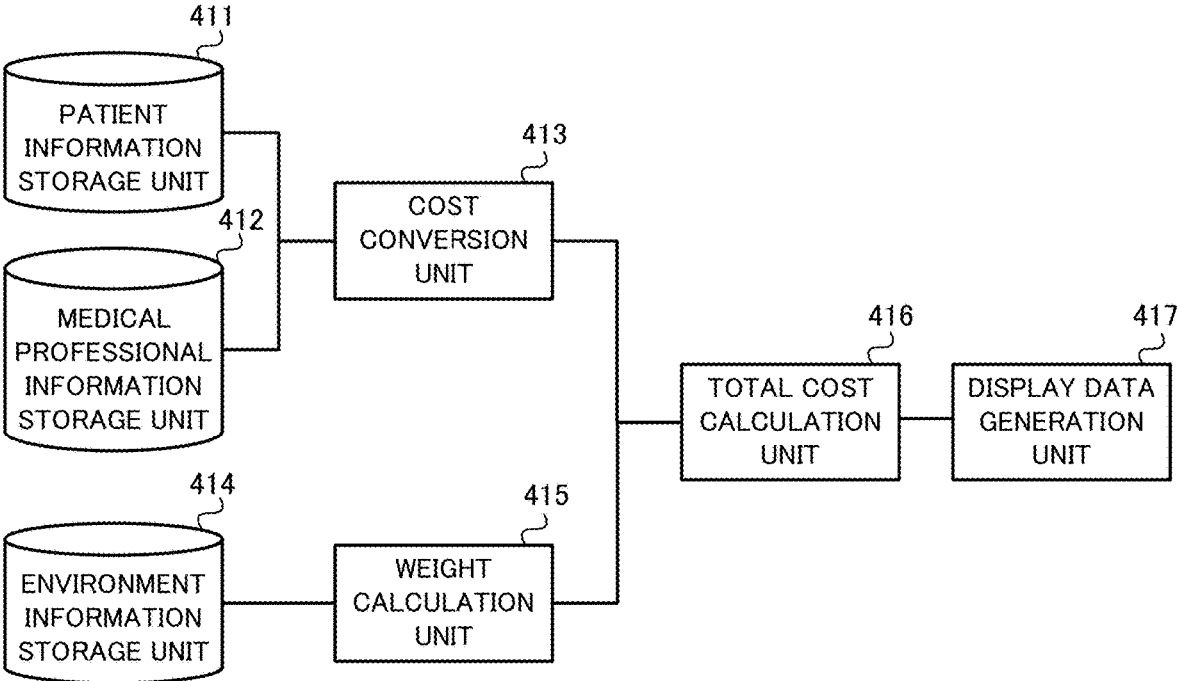 411
PATIENT
INFORMATION
STORAGE UNIT
412
MEDICAL
PROFESSIONAL
INFORMATION
STORAGE UNIT
413
COST
CONVERSION
UNIT
414
ENVIRONMENT
INFORMATION
STORAGE UNIT
415
WEIGHT
CALCULATION
UNIT
416
TOTAL COST
CALCULATION
UNIT
417
DISPLAY DATA
GENERATION
UNIT